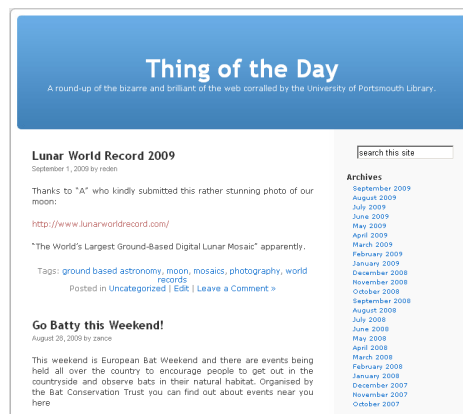 Thing of the Day
A round-up of the bizarre and brilliant of the web corralled by the University of Portsmouth Library.
Lunar World Record 2009
September 1, 2009 by reden
Thanks to "A" who kindly submitted this rather stunning photo of our
moon:
http://www.lunarworldrecord.com/
"The World's Largest Ground-Based Digital Lunar Mosaic" apparently.
Tags: ground based astronomy, moon, mosaics, photography, world
records
Posted in Uncategorized | Edit | Leave a Comment »
Go Batty this Weekend!
August 28, 2009 by zance
This weekend is European Bat Weekend and there are events being
held all over the country to encourage people to get out in the
countryside and observe bats in their natural habitat. Organised by
the Bat Conservation Trust you can find out about events near you
here
search this site
Archives
September 2009
August 2009
July 2009
June 2009
May 2009
April 2009
March 2009
February 2009
January 2009
December 2008
November 2008
October 2008
September 2008
August 2008
July 2008
June 2008
May 2008
April 2008
March 2008
February 2008
January 2008
December 2007
November 2007
October 2007